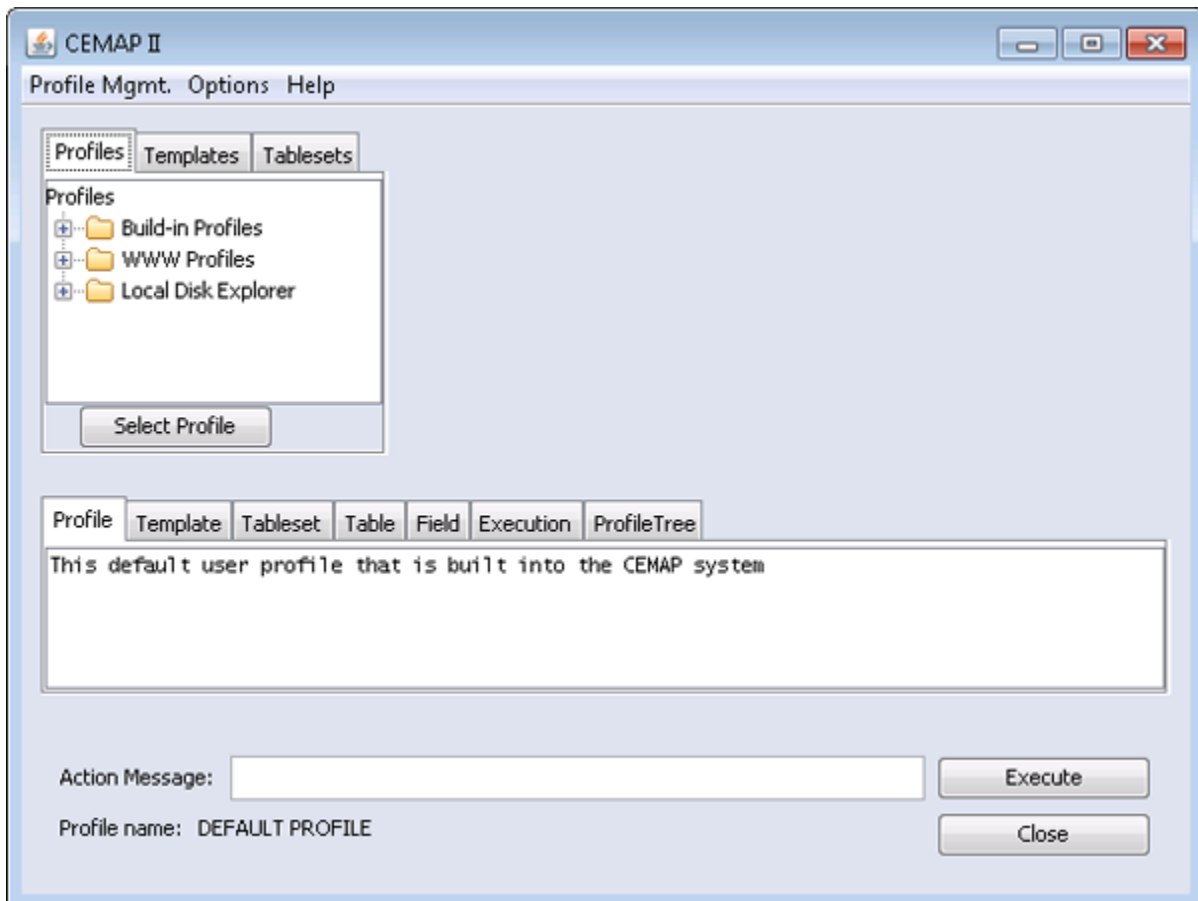 CEMAP II
Profile Mgmt. Options Help
Profiles Templates Tablesets
Profiles
Build-in Profiles
WWW Profiles
Local Disk Explorer
Select Profile
Profile Template Tableset Table Field Execution ProfileTree
This default user profile that is built into the CEMAP system
Action Message: Execute
Profile name: DEFAULT PROFILE Close